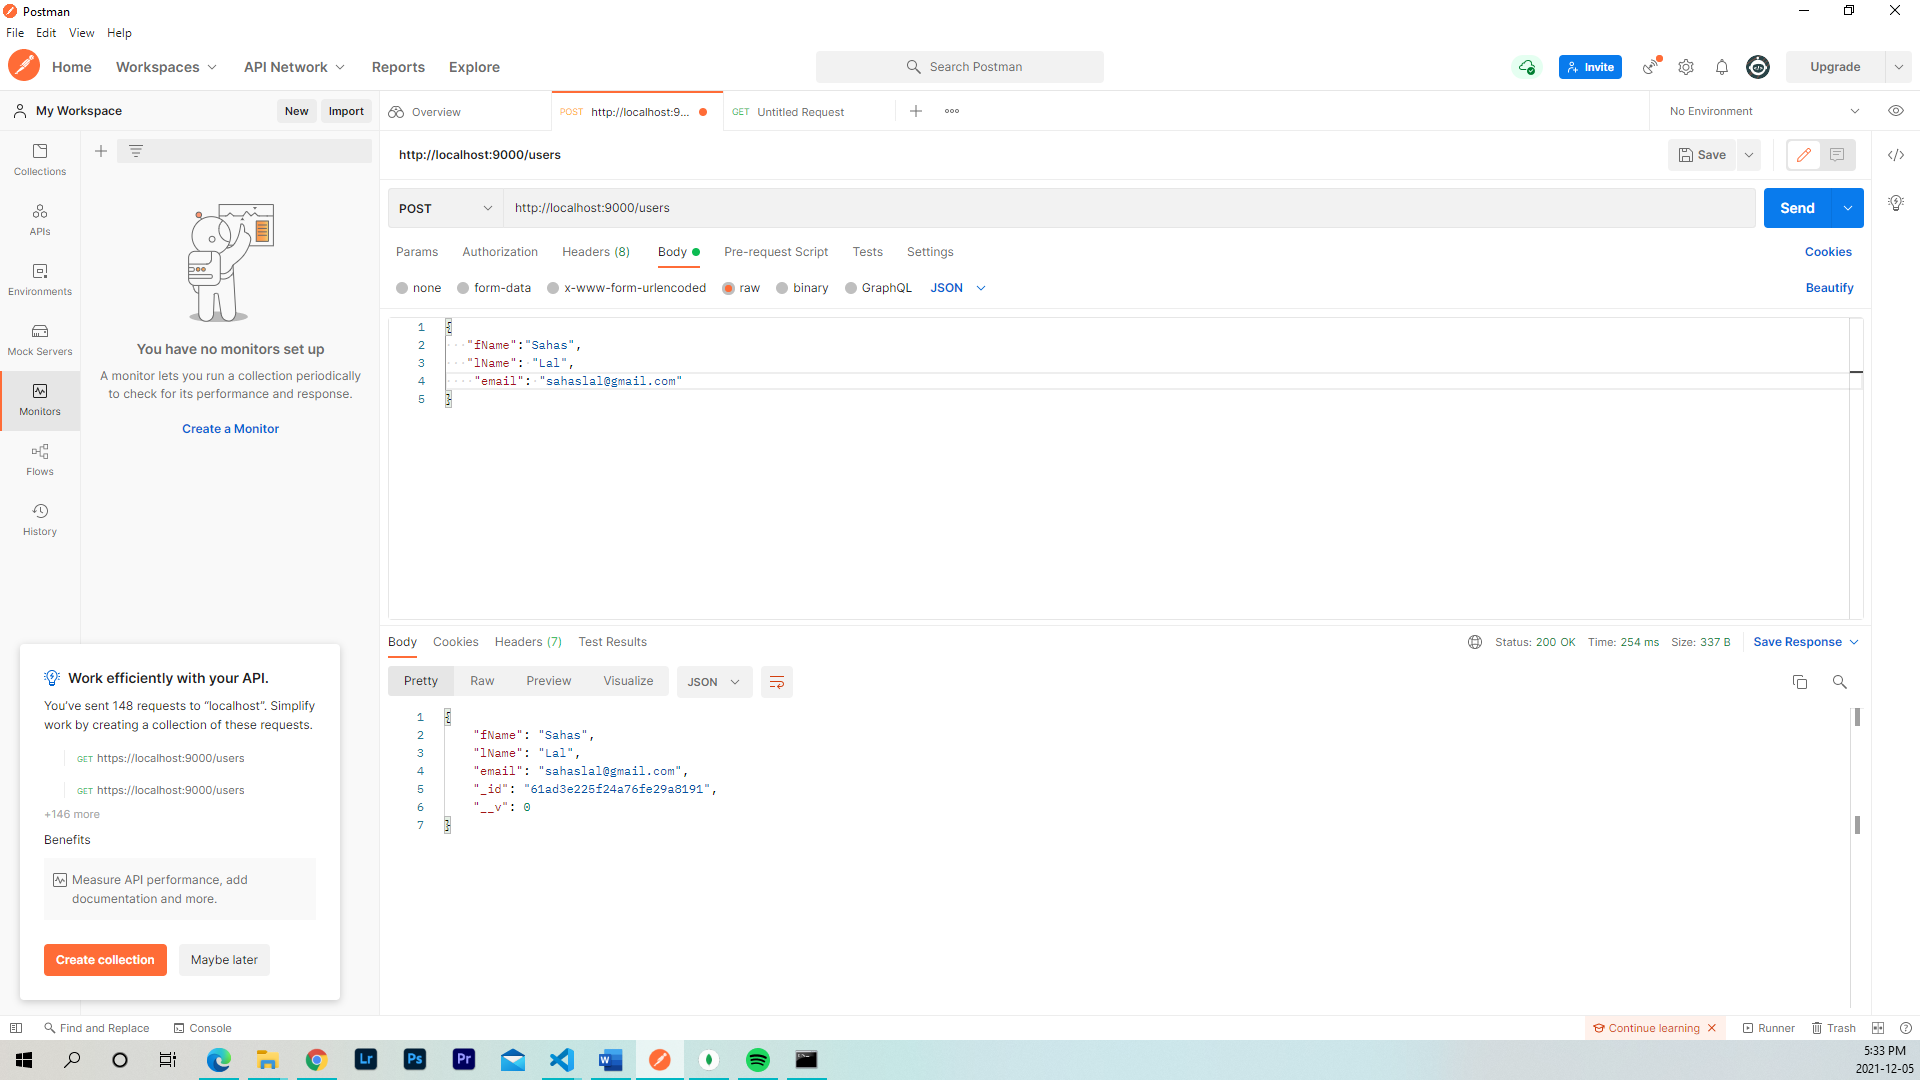 Postman
File Edit View Help
Home Workspaces API Network Reports Explore Search Postman Invite Upgrade
My Workspace New Import Overview POST http://localhost:9... GET Untitled Request No Environment
http://localhost:9000/users Save
POST http://localhost:9000/users Send
Params Authorization Headers (8) Body Pre-request Script Tests Settings Cookies
none form-data x-www-form-urlencoded raw binary GraphQL JSON Beautify
1 {
2 "fName":"Sahas",
3 "lName": "Lal",
4 "email": "sahaslal@gmail.com"
5 }
Collections
APIs
Environments
Mock Servers
Monitors
Flows
History
You have no monitors set up
A monitor lets you run a collection periodically
to check for its performance and response.
Create a Monitor
Body Cookies Headers (7) Test Results Status: 200 OK Time: 254 ms Size: 337 B Save Response
Pretty Raw Preview Visualize JSON
1 {
2 "fName": "Sahas",
3 "lName": "Lal",
4 "email": "sahaslal@gmail.com",
5 "_id": "61ad3e225f24a76fe29a8191",
6 "__v": 0
7 }
Work efficiently with your API.
You've sent 148 requests to “localhost”. Simplify
work by creating a collection of these requests.
GET https://localhost:9000/users
GET https://localhost:9000/users
+146 more
Benefits
Measure API performance, add
documentation and more.
Create collection Maybe later
Find and Replace Console Continue learning Runner Trash
Lr Ps Pr W
5:33 PM
2021-12-05